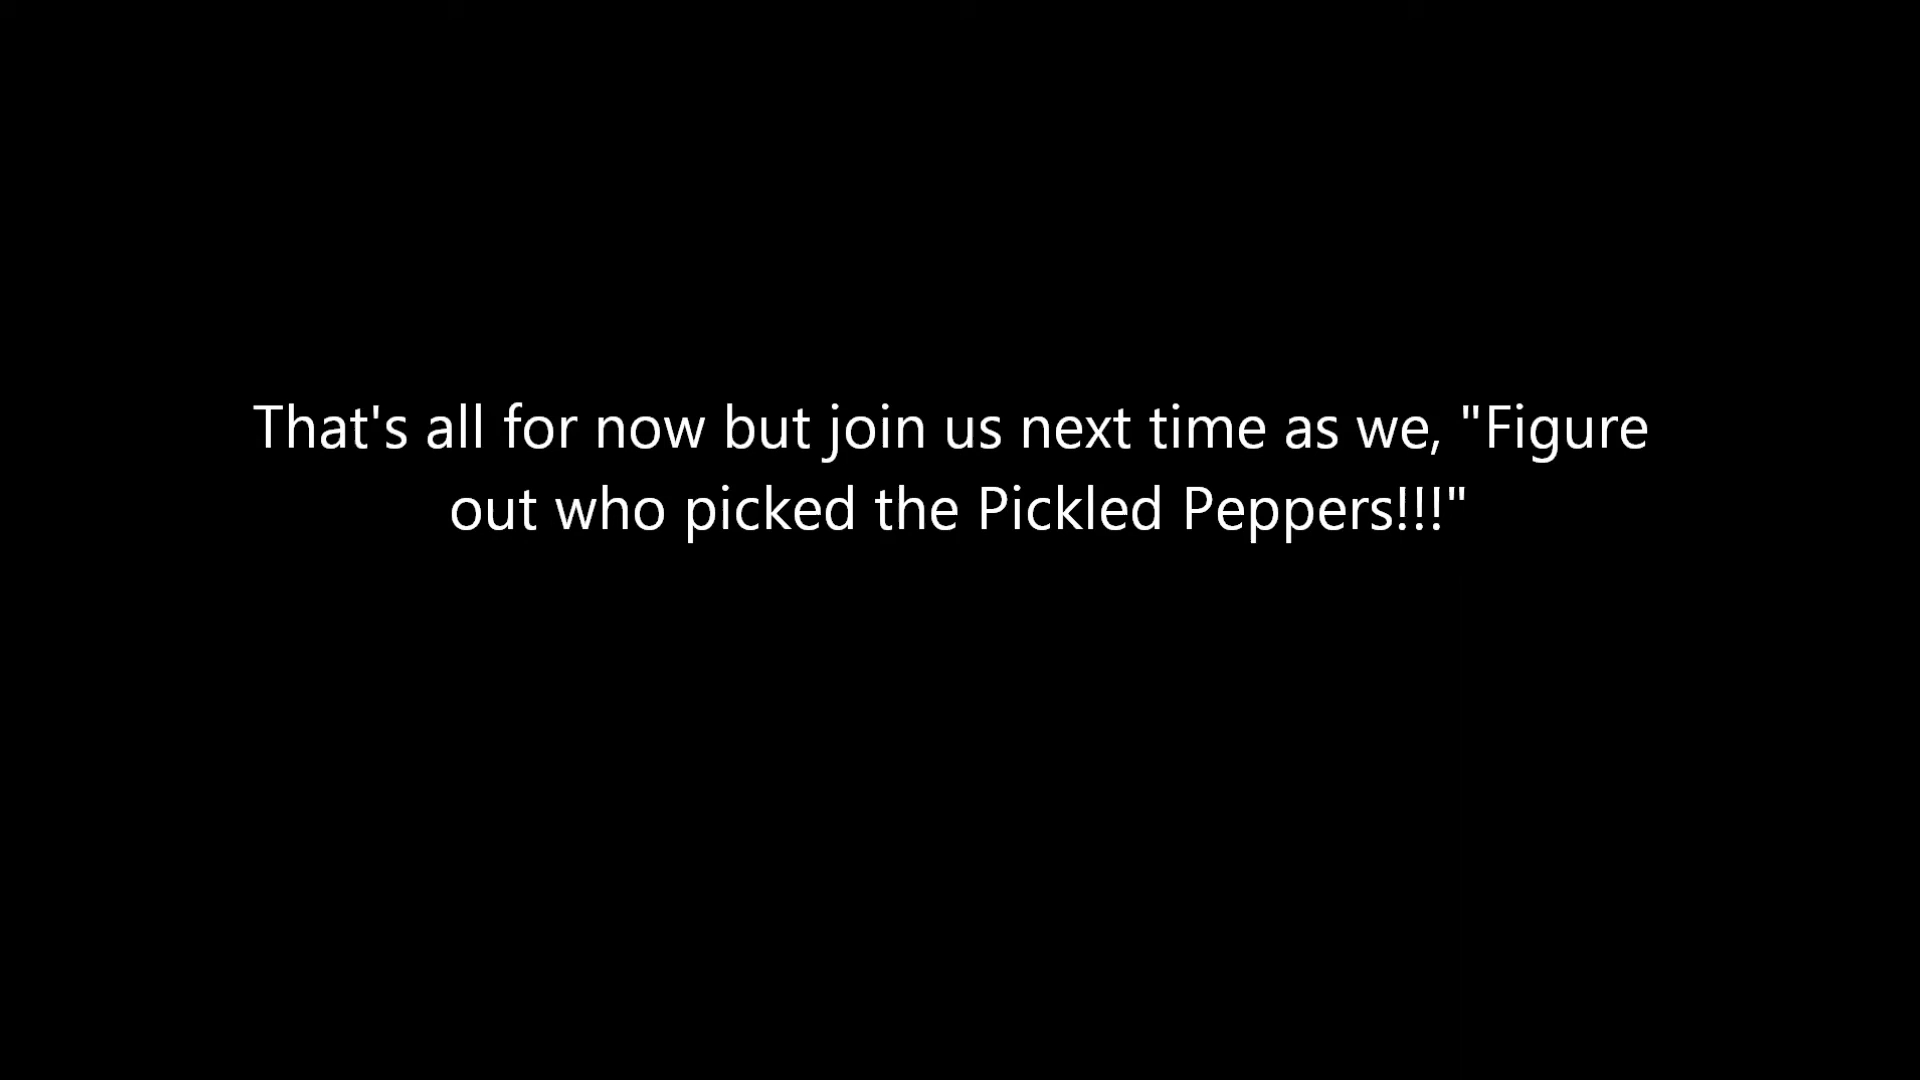 That's all for now but join us next time as we, "Figure
out who picked the Pickled Peppers!!!"